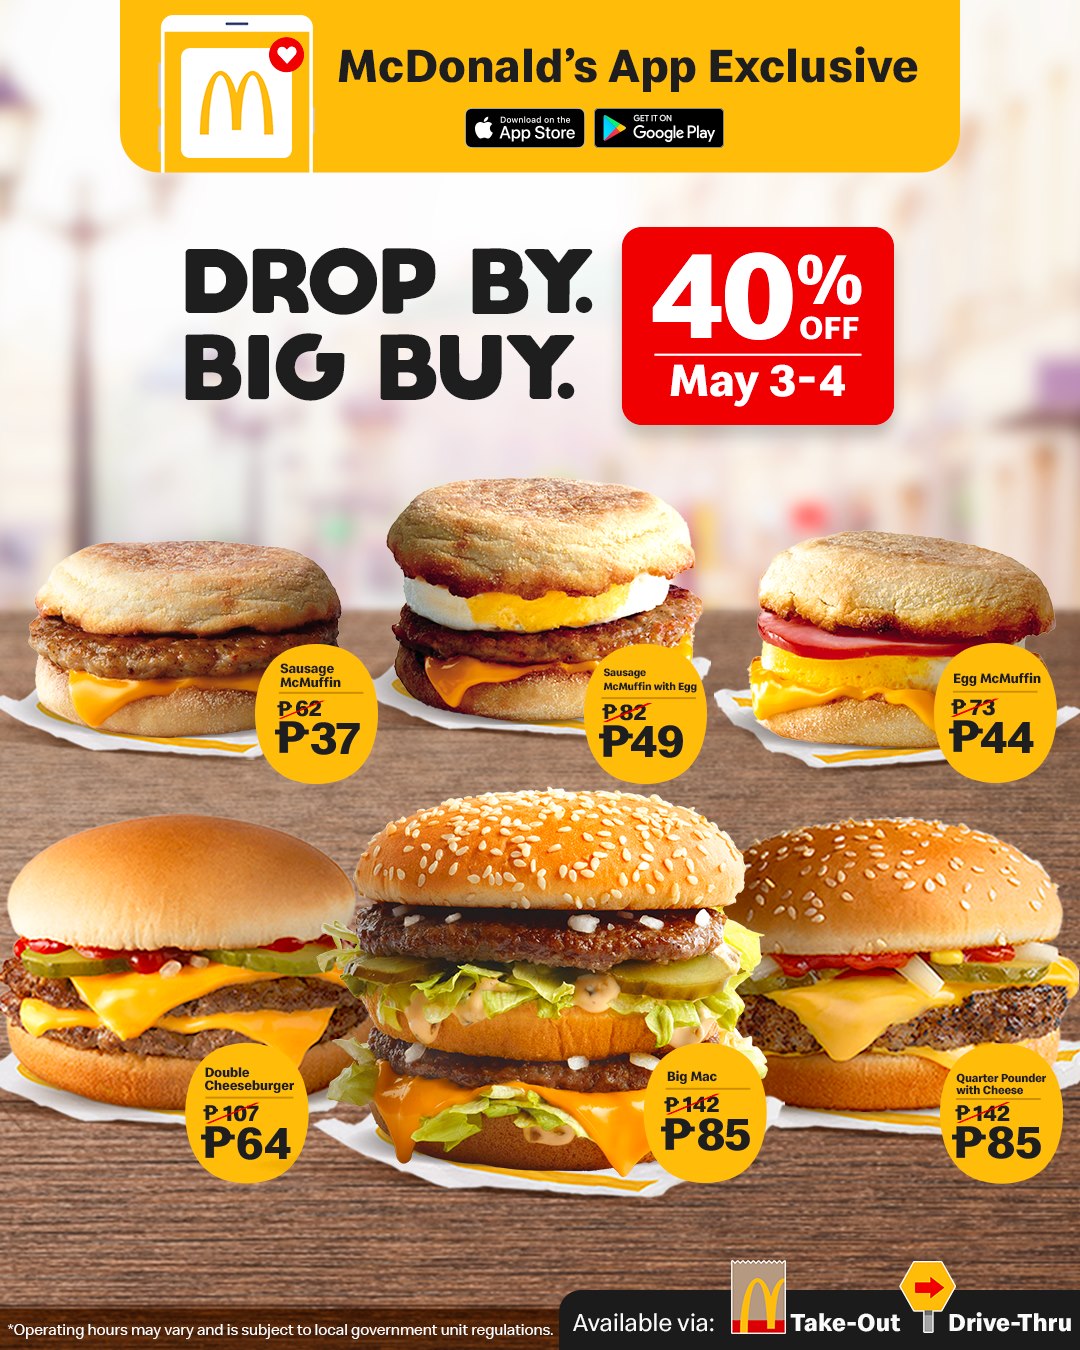 McDonald's App Exclusive
Download on the
App Store
GET IT ON
Google Play
DROP BY.
BIG BUY.
40% OFF
May 3-4
Sausage
McMuffin
₱62
₱37
Sausage
McMuffin with Egg
₱82
₱49
Egg McMuffin
₱73
₱44
Double
Cheeseburger
₱107
₱64
Big Mac
₱142
₱85
Quarter Pounder
with Cheese
₱142
₱85
*Operating hours may vary and is subject to local government unit regulations.
Available via: Take-Out Drive-Thru